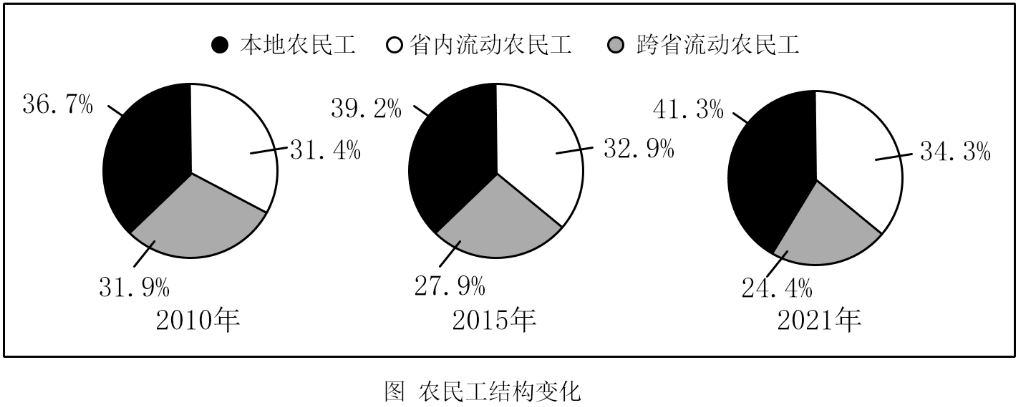 本地农民工 省内流动农民工 跨省流动农民工
36.7%
31.4%
31.9%
2010年
39.2%
32.9%
27.9%
2015年
41.3%
34.3%
24.4%
2021年
图 农民工结构变化